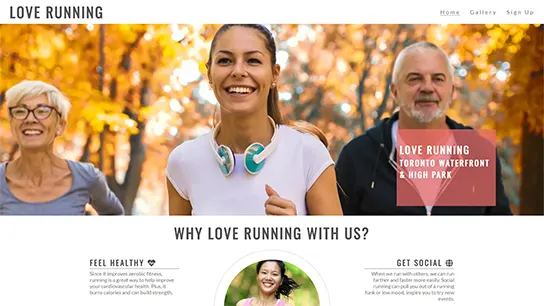 LOVE RUNNING
Home Gallery Sign Up
LOVE RUNNING
TORONTO WATERFRONT
& HIGH PARK
WHY LOVE RUNNING WITH US?
FEEL HEALTHY
Since it improves aerobic fitness,
running is a great way to help improve
your cardiovascular health. Plus, it
burns calories and can build strength.
GET SOCIAL
When we run with others, we can run
farther and faster more easily. Social
running can pull you out of a running
funk or low mood, inspire you to try new
events.